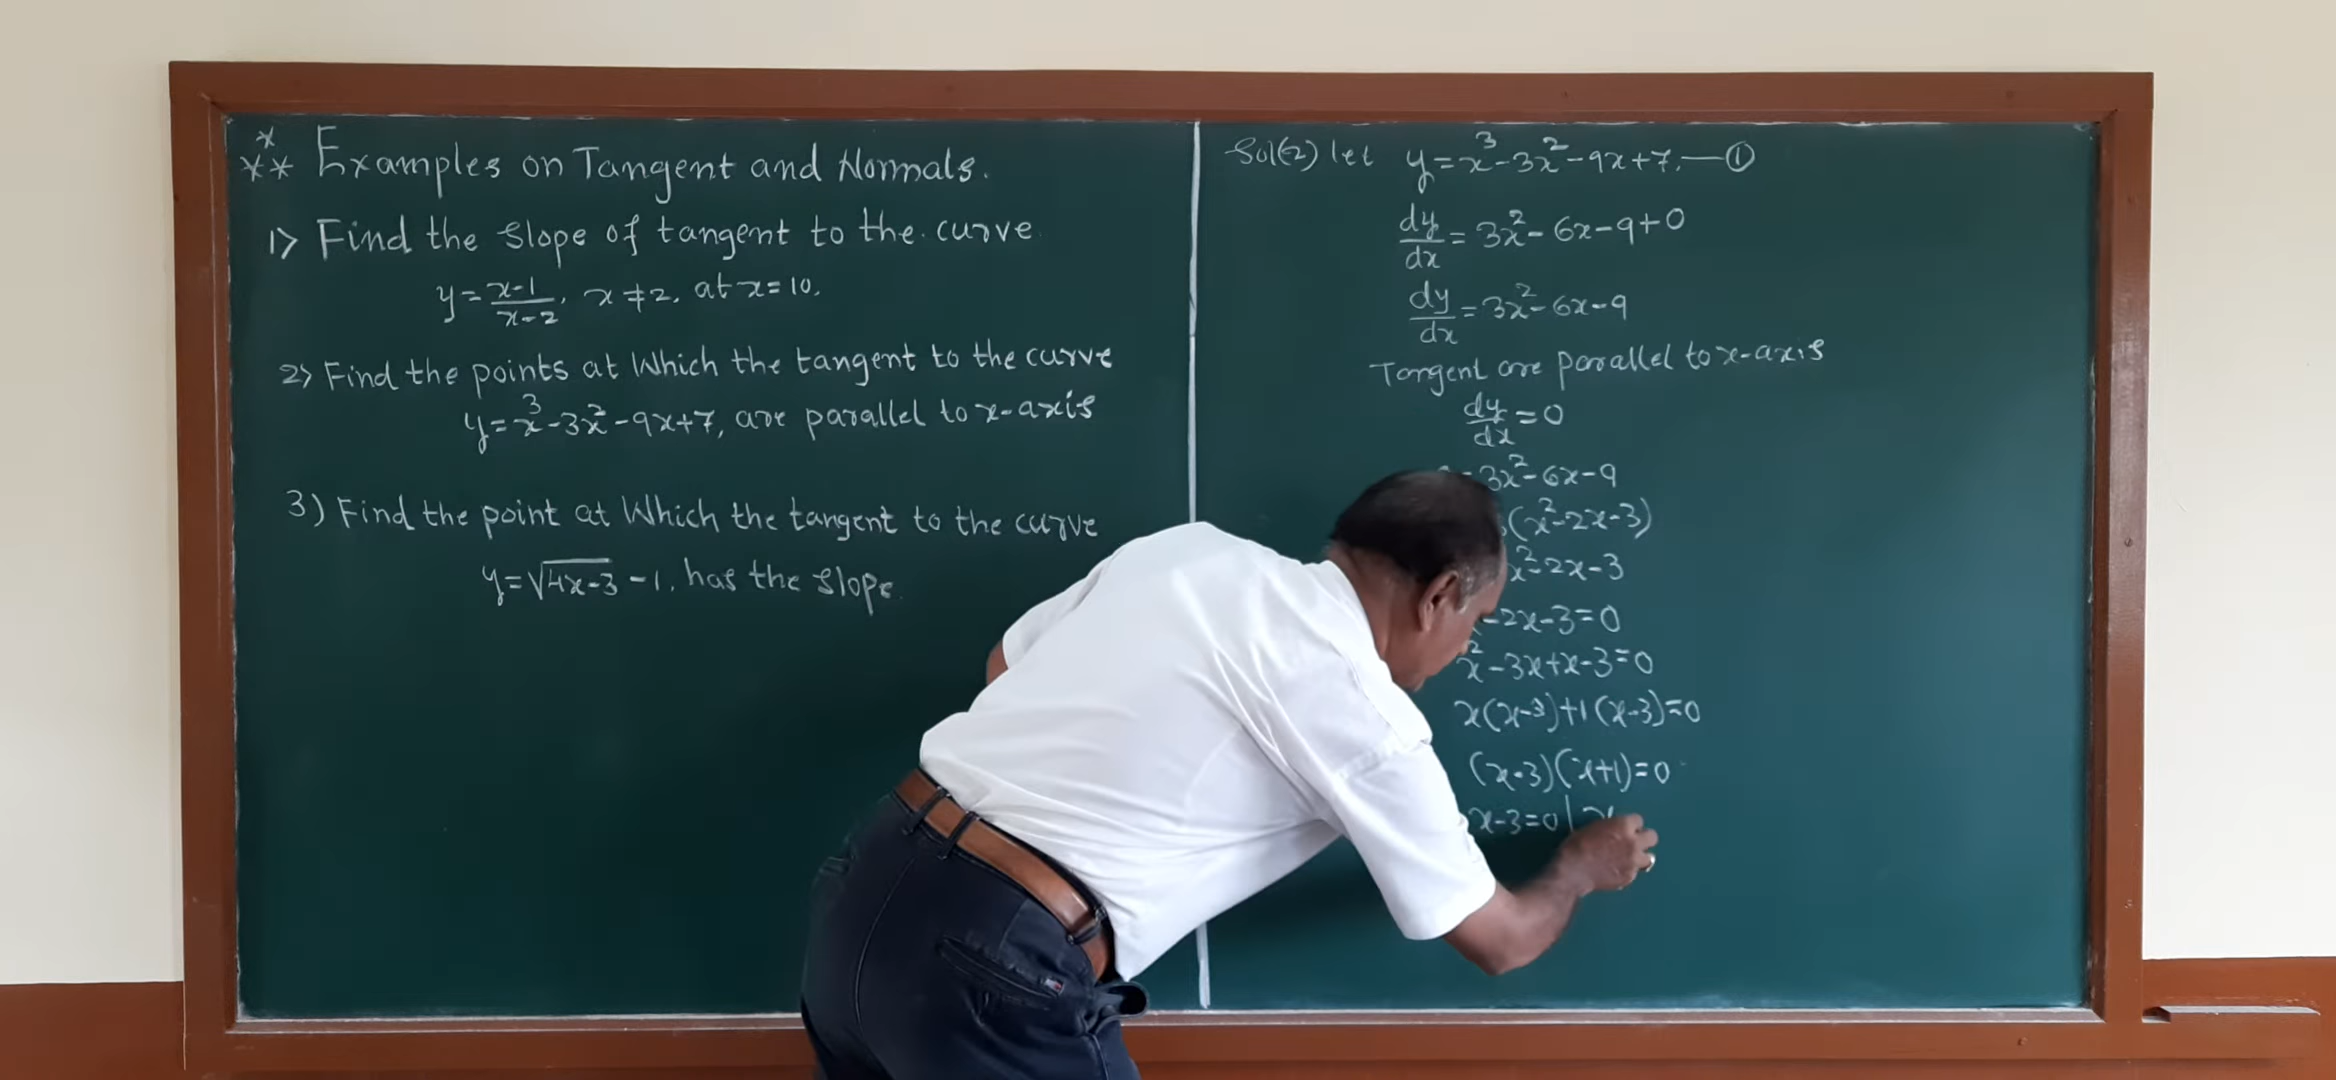 *** Examples on Tangent and Normals.
1) Find the slope of tangent to the curve
y = x-1/x-2, x ≠ 2, at x = 10.
2) Find the points at Which the tangent to the curve
y = x³ - 3x² - 9x + 7, are parallel to x-axis
3) Find the point at Which the tangent to the curve
y = √4x-3 - 1, has the slope.
Sol(2) let y = x³ - 3x² - 9x + 7, — ①
dy/dx = 3x² - 6x - 9 + 0
dy/dx = 3x² - 6x - 9
Tangent are parallel to x-axis
dy/dx = 0
3x² - 6x - 9
(x² - 2x - 3)
x² - 2x - 3
- 2x - 3 = 0
x² - 3x + x - 3 = 0
x(x-3) + 1(x-3) = 0
(x-3)(x+1) = 0
x - 3 = 0 | x